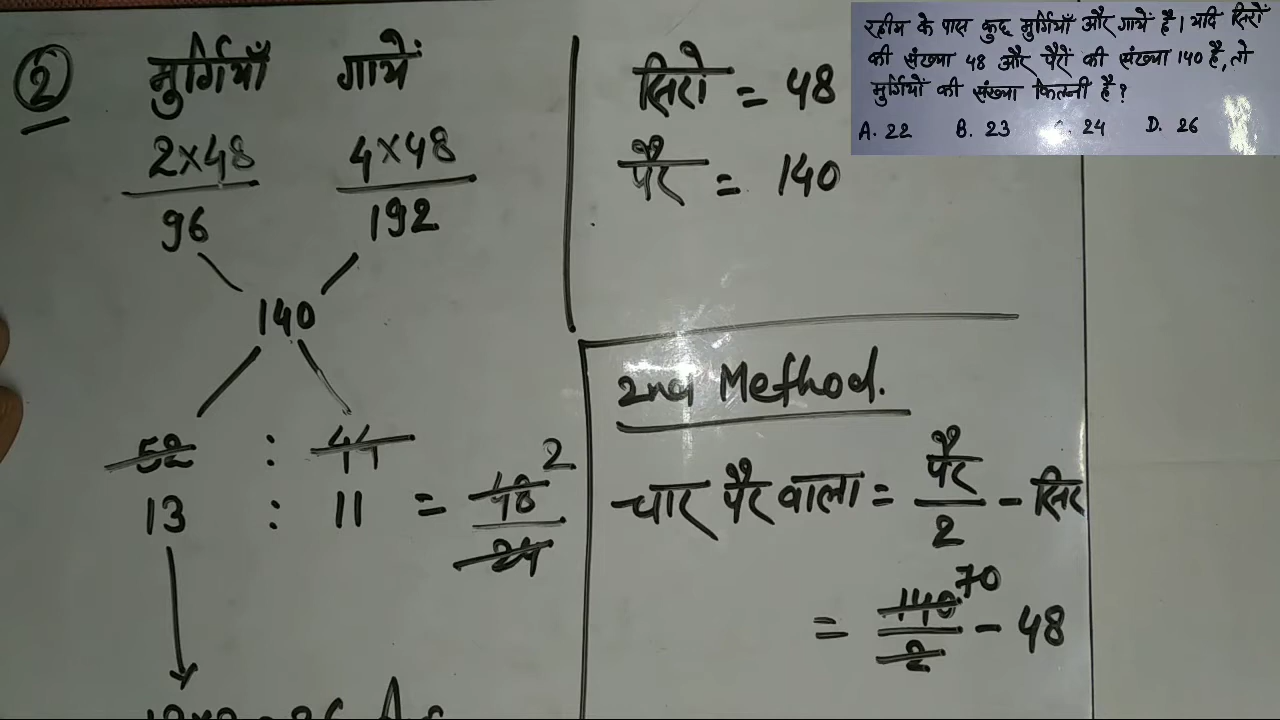 ② मुर्गियाँ गायें
2×48 4×48
96 192
140
52 : 44
13 : 11 = 48 2
24
सिरो = 48
पैर = 140
रहीम के पास कुछ मुर्गियाँ और गायें है। यदि सिरों
की संख्या 48 और पैरों की संख्या 140 है, तो
मुर्गियों की संख्या कितनी है?
A. 22 B. 23 C. 24 D. 26
2nd Method.
चार पैर वाला = पैर/2 - सिर
= 140/2 70 - 48